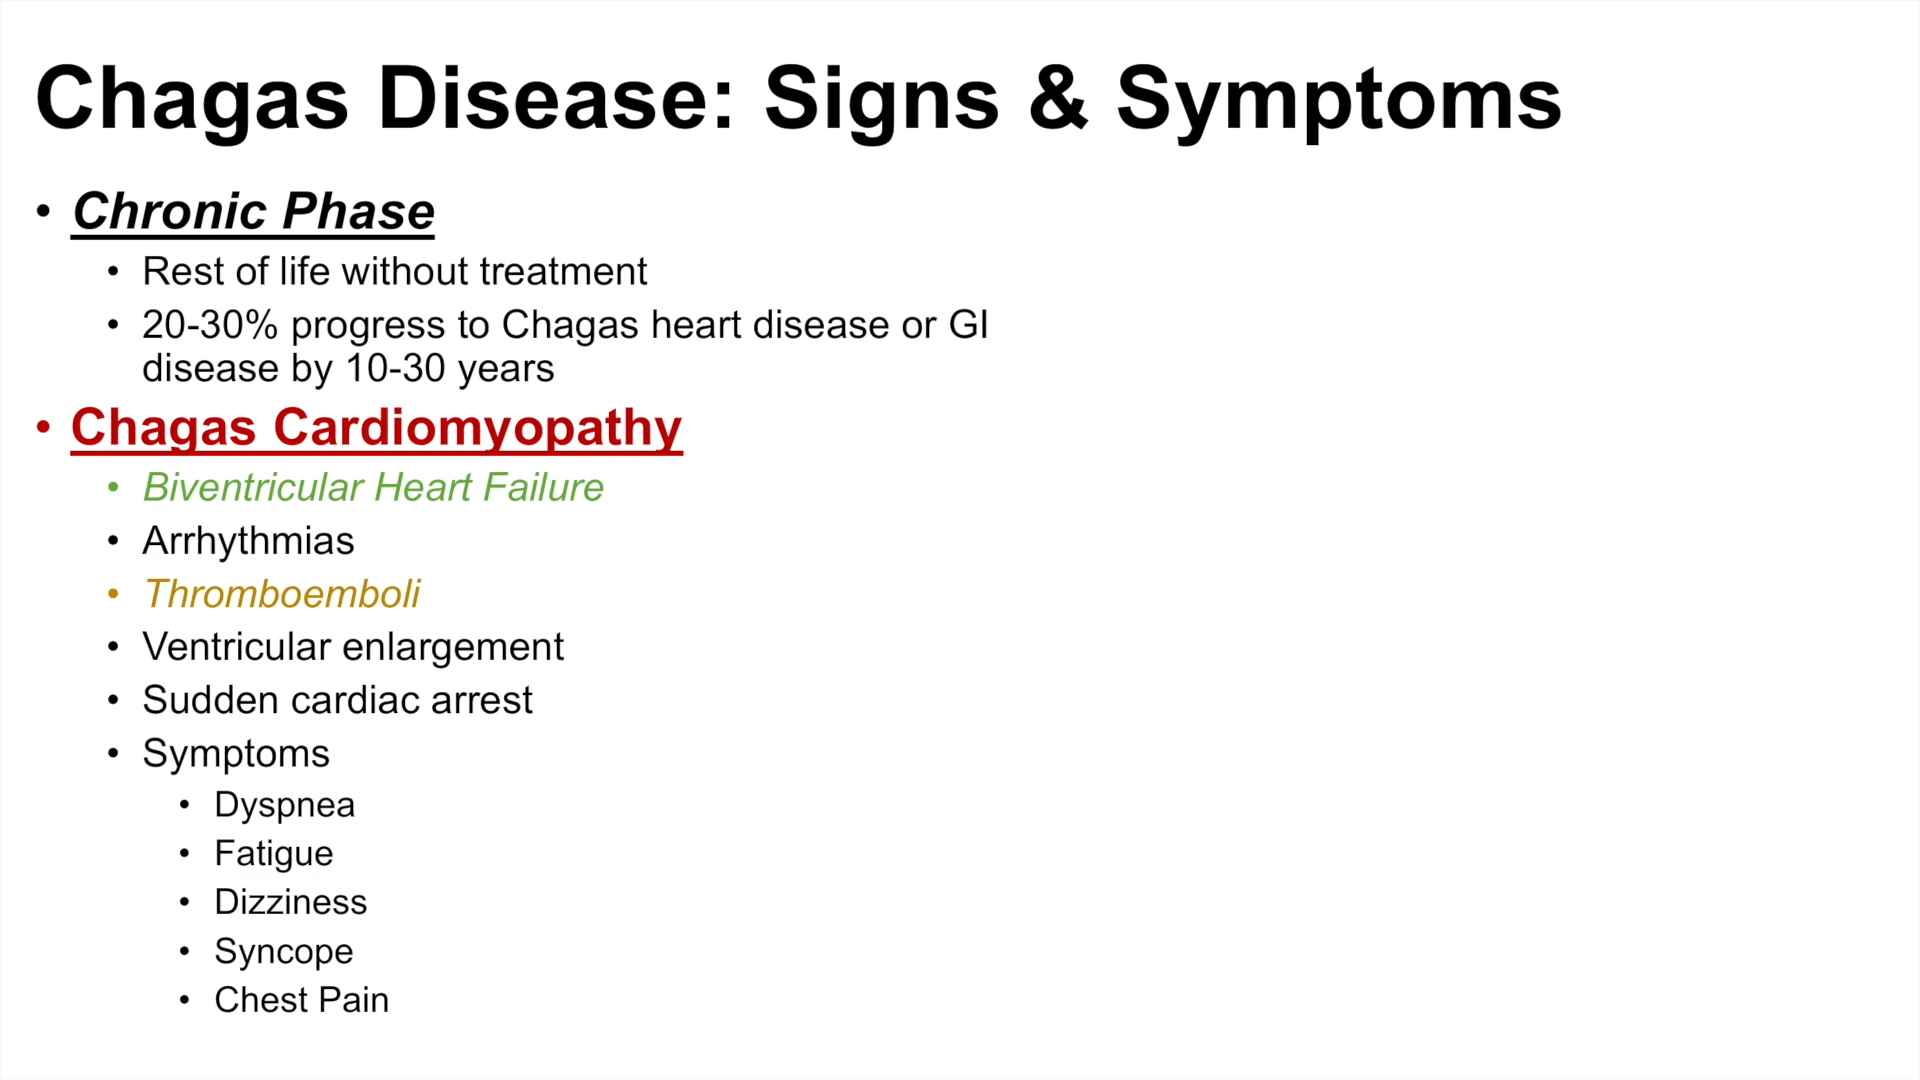 Chagas Disease: Signs & Symptoms
• Chronic Phase
• Rest of life without treatment
• 20-30% progress to Chagas heart disease or GI
disease by 10-30 years
• Chagas Cardiomyopathy
• Biventricular Heart Failure
• Arrhythmias
• Thromboemboli
• Ventricular enlargement
• Sudden cardiac arrest
• Symptoms
• Dyspnea
• Fatigue
• Dizziness
• Syncope
• Chest Pain